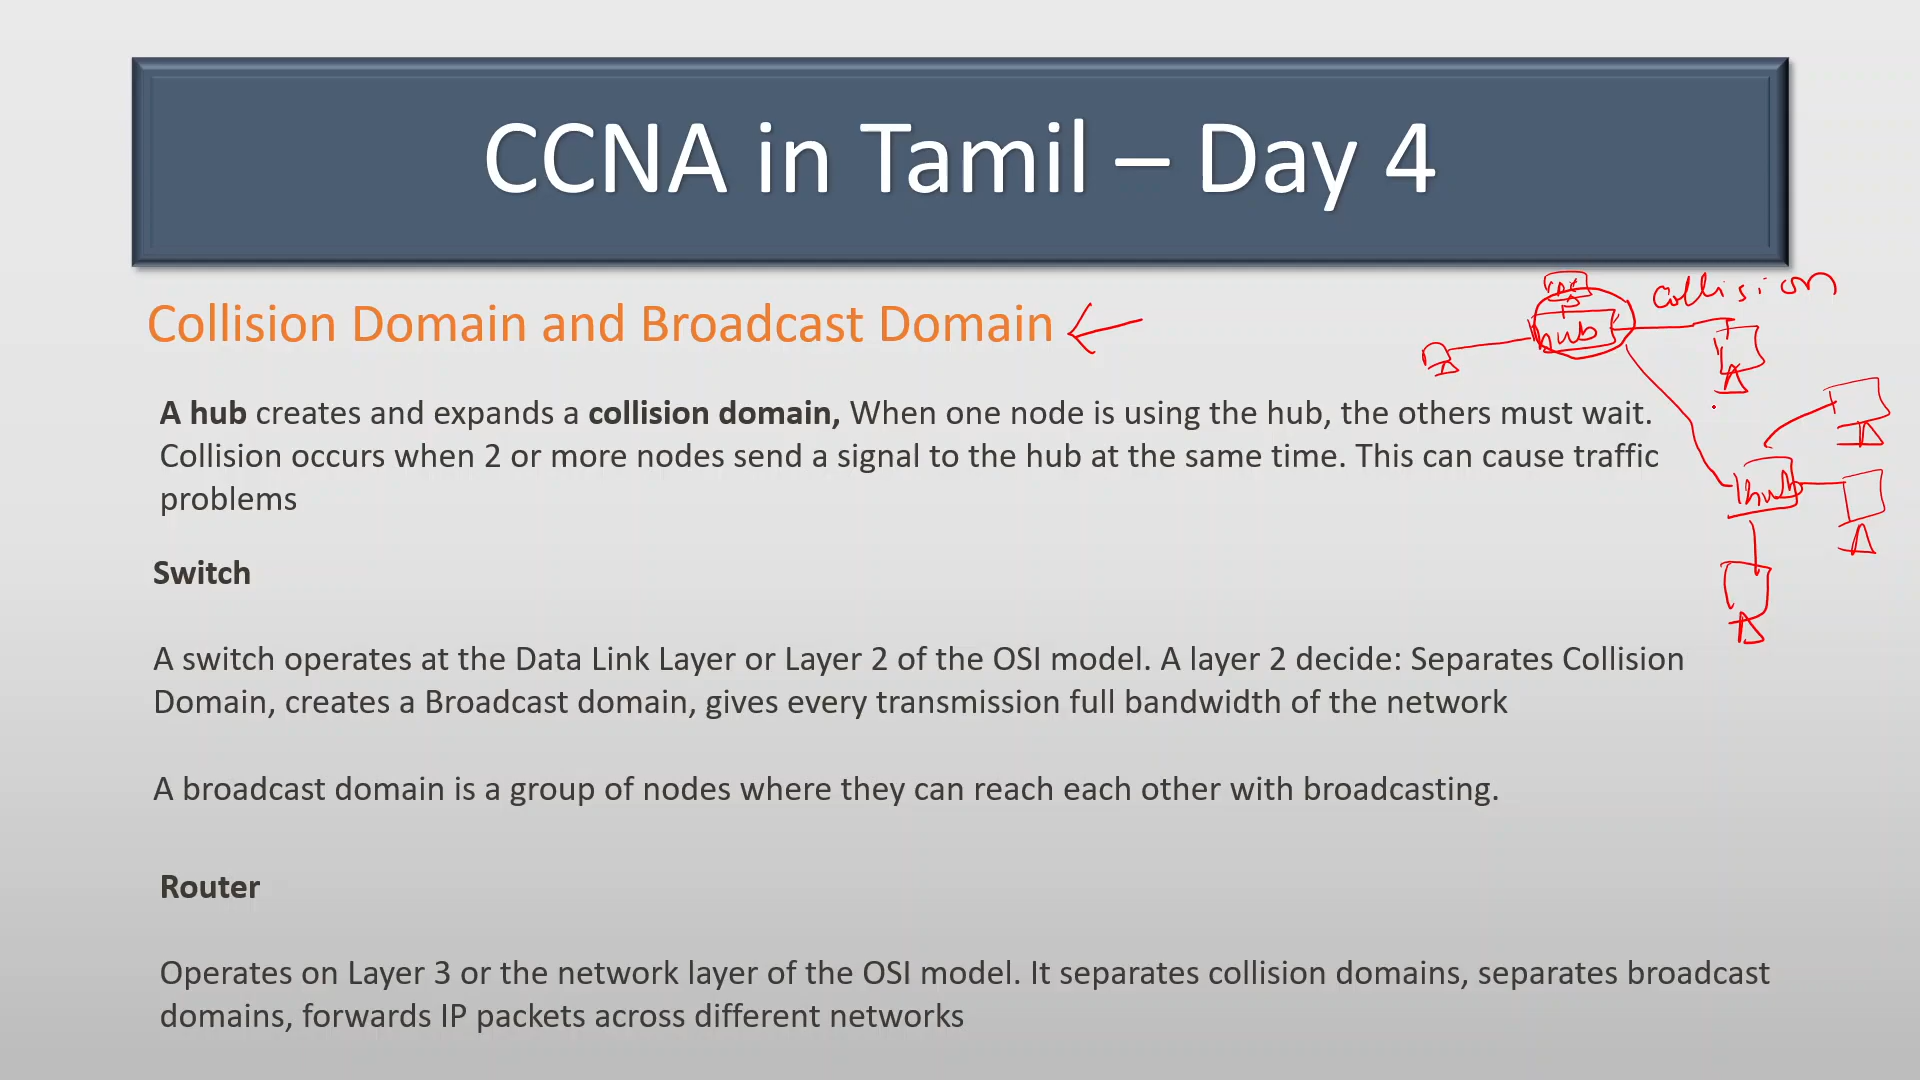 CCNA in Tamil – Day 4
Collision Domain and Broadcast Domain
collision
hub
A hub creates and expands a collision domain, When one node is using the hub, the others must wait.
Collision occurs when 2 or more nodes send a signal to the hub at the same time. This can cause traffic
problems
hub
Switch
A switch operates at the Data Link Layer or Layer 2 of the OSI model. A layer 2 decide: Separates Collision
Domain, creates a Broadcast domain, gives every transmission full bandwidth of the network
A broadcast domain is a group of nodes where they can reach each other with broadcasting.
Router
Operates on Layer 3 or the network layer of the OSI model. It separates collision domains, separates broadcast
domains, forwards IP packets across different networks